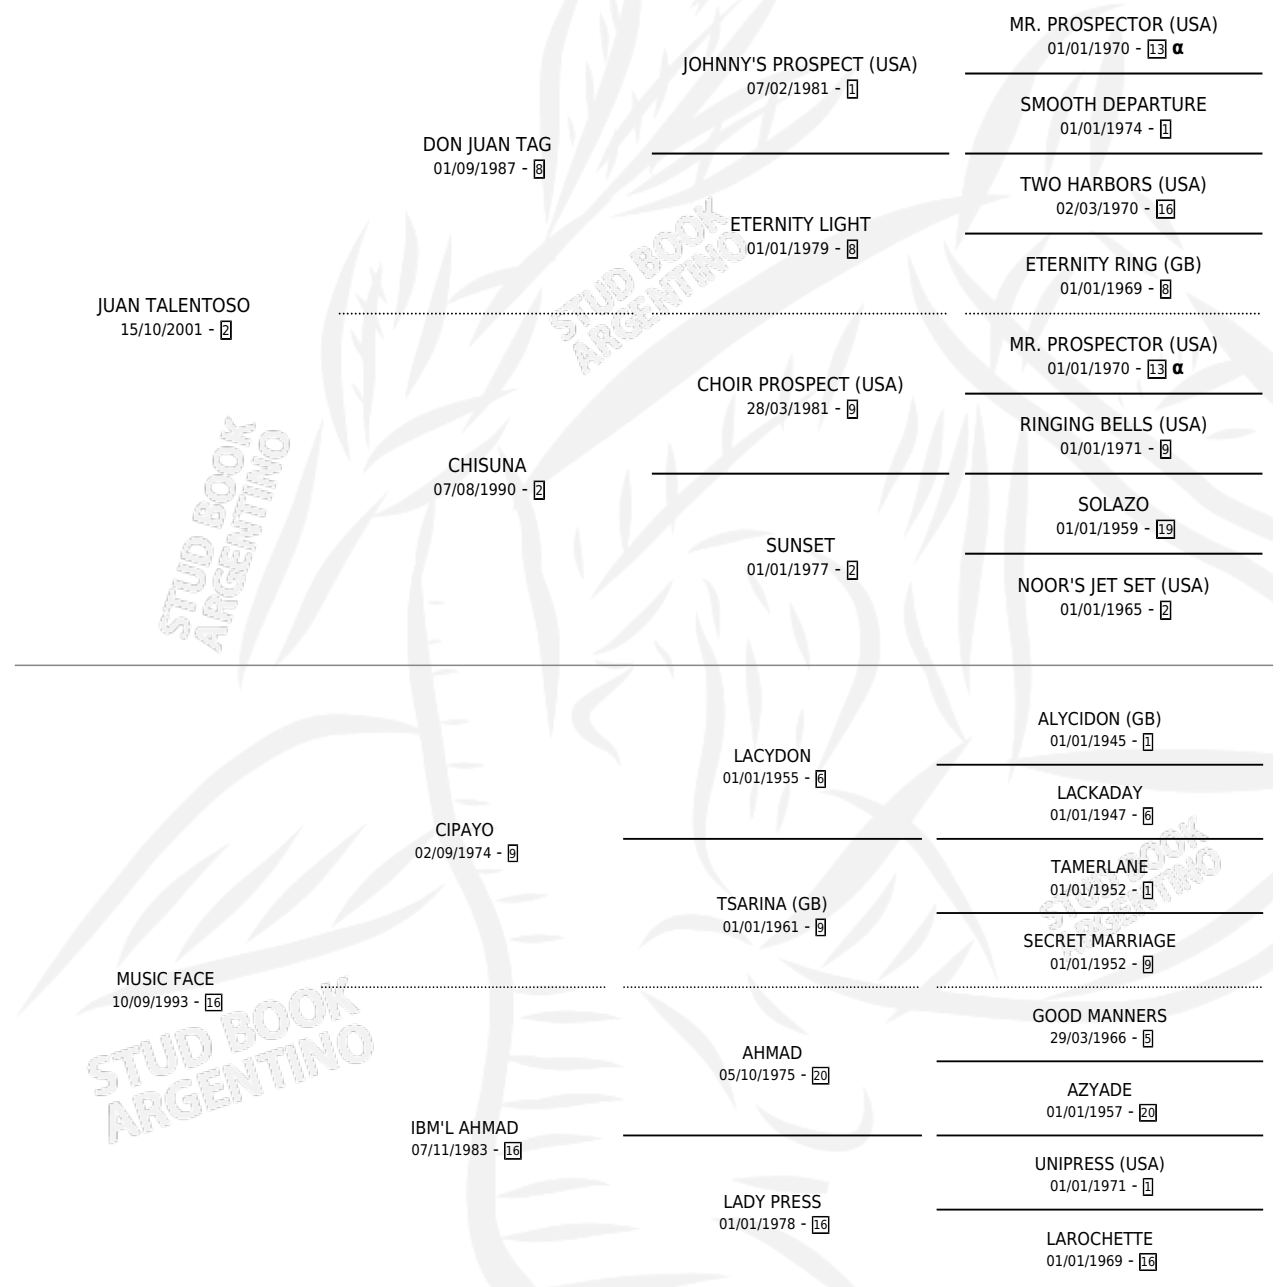 MR. PROSPECTOR (USA)
01/01/1970 - 13 α
JOHNNY'S PROSPECT (USA)
07/02/1981 - 1
SMOOTH DEPARTURE
01/01/1974 - 1
DON JUAN TAG
01/09/1987 - 8
TWO HARBORS (USA)
02/03/1970 - 16
ETERNITY LIGHT
01/01/1979 - 8
ETERNITY RING (GB)
01/01/1969 - 8
JUAN TALENTOSO
15/10/2001 - 2
MR. PROSPECTOR (USA)
01/01/1970 - 13 α
CHOIR PROSPECT (USA)
28/03/1981 - 9
RINGING BELLS (USA)
01/01/1971 - 9
CHISUNA
07/08/1990 - 2
SOLAZO
01/01/1959 - 19
SUNSET
01/01/1977 - 2
NOOR'S JET SET (USA)
01/01/1965 - 2
ALYCIDON (GB)
01/01/1945 - 1
LACYDON
01/01/1955 - 6
LACKADAY
01/01/1947 - 6
CIPAYO
02/09/1974 - 9
TAMERLANE
01/01/1952 - 1
TSARINA (GB)
01/01/1961 - 9
SECRET MARRIAGE
01/01/1952 - 9
MUSIC FACE
10/09/1993 - 16
GOOD MANNERS
29/03/1966 - 5
AHMAD
05/10/1975 - 20
AZYADE
01/01/1957 - 20
IBM'L AHMAD
07/11/1983 - 16
UNIPRESS (USA)
01/01/1971 - 1
LADY PRESS
01/01/1978 - 16
LAROCHETTE
01/01/1969 - 16
STUD BOOK
ARGENTINO
STUD BOOK
ARGENTINO
STUD BOOK
ARGENTINO
STUD BOOK
ARGENTINO